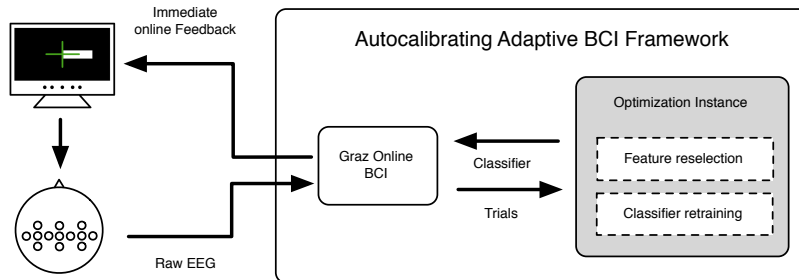 Immediate
online Feedback
Autocalibrating Adaptive BCI Framework
Optimization Instance
Graz Online
BCI
Classifier
Feature reselection
Trials
Classifier retraining
Raw EEG